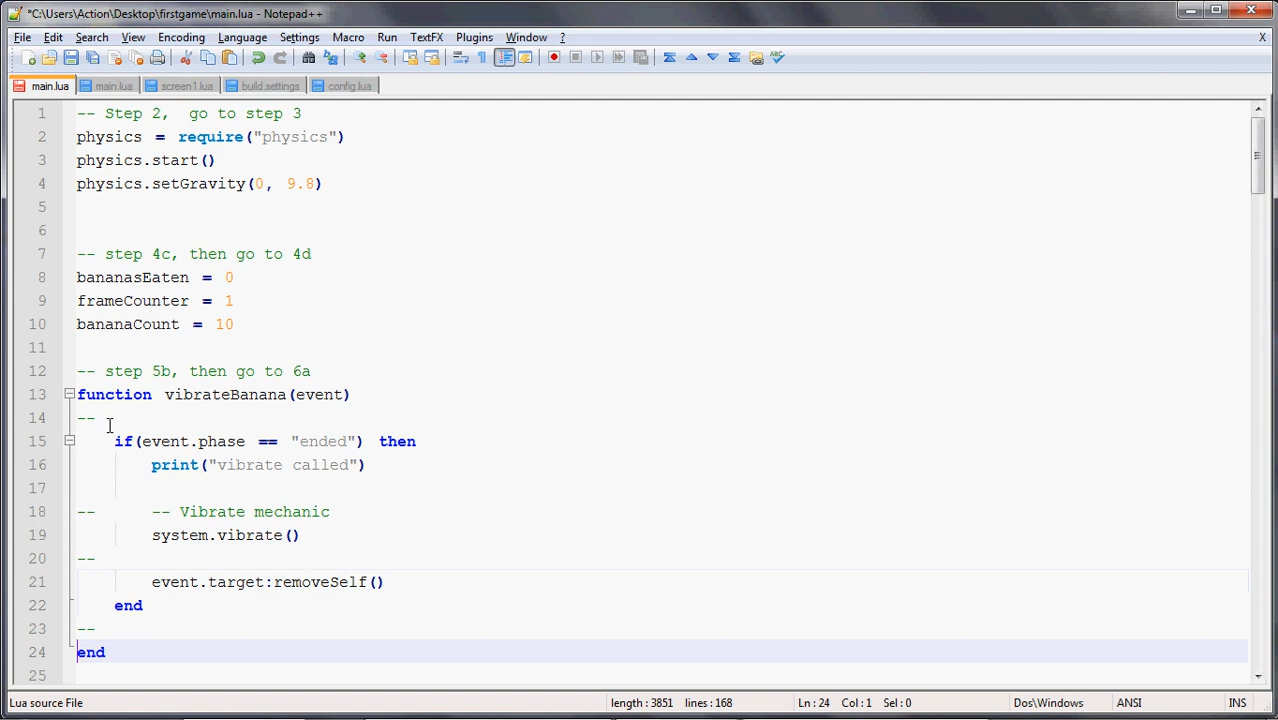 *C:\Users\Action\Desktop\firstgame\main.lua - Notepad++
File Edit Search View Encoding Language Settings Macro Run TextFX Plugins Window ? X
main.lua main.lua screen1.lua build.settings config.lua
1 -- Step 2,  go to step 3
2 physics = require("physics")
3 physics.start()
4 physics.setGravity(0, 9.8)
5
6
7 -- step 4c, then go to 4d
8 bananasEaten = 0
9 frameCounter = 1
10 bananaCount = 10
11
12 -- step 5b, then go to 6a
13 function vibrateBanana(event)
14 --
15     if(event.phase == "ended") then
16         print("vibrate called")
17
18 --      -- Vibrate mechanic
19         system.vibrate()
20 --
21         event.target:removeSelf()
22     end
23 --
24 end
25
Lua source File length : 3851 lines : 168 Ln : 24 Col : 1 Sel : 0 Dos\Windows ANSI INS